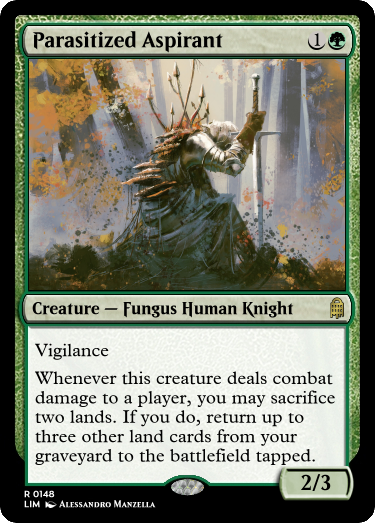 Parasitized Aspirant 1
Creature — Fungus Human Knight
Vigilance
Whenever this creature deals combat
damage to a player, you may sacrifice
two lands. If you do, return up to
three other land cards from your
graveyard to the battlefield tapped.
2/3
R 0148
LIM Alessandro Manzella